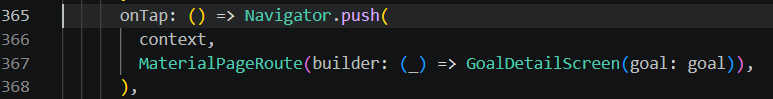 365 onTap: () => Navigator.push(
366 context,
367 MaterialPageRoute(builder: (_) => GoalDetailScreen(goal: goal)),
368 ),